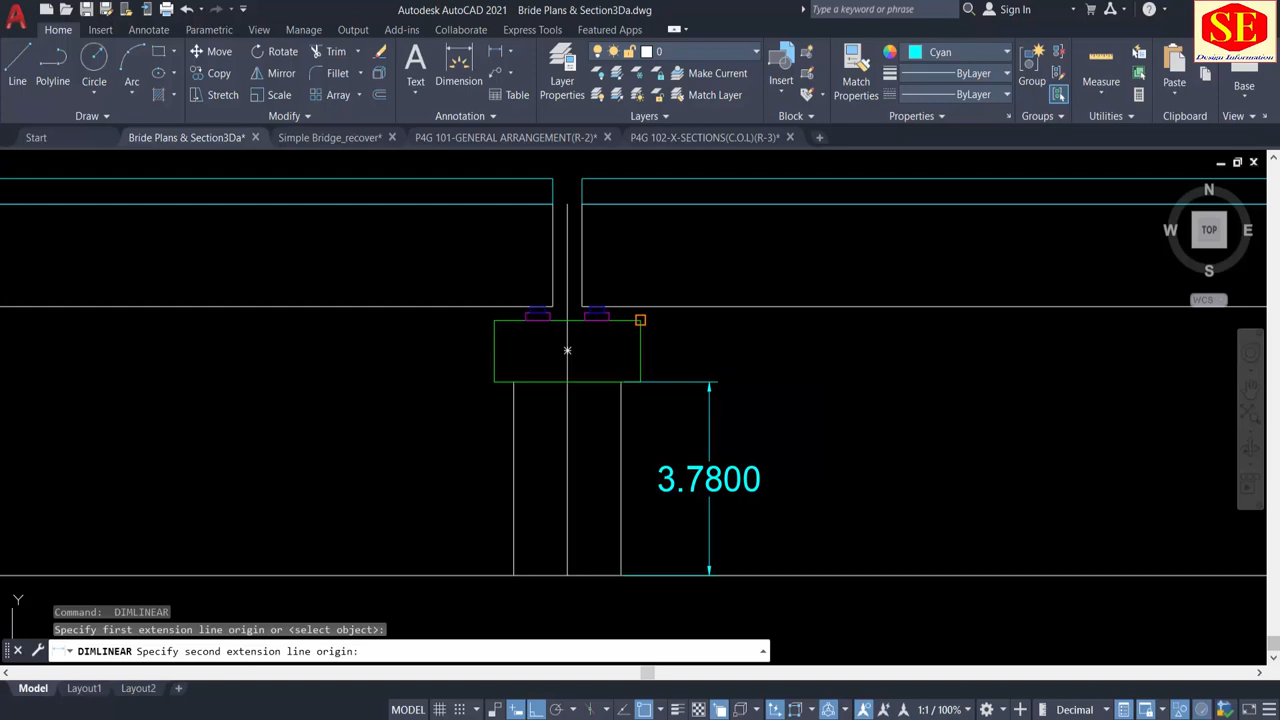 Autodesk AutoCAD 2021 Bride Plans & Section3Da.dwg
Type a keyword or phrase
Sign In
SE
Design Information
Home Insert Annotate Parametric View Manage Output Add-ins Collaborate Express Tools Featured Apps
Line Polyline Circle Arc
Move Rotate Trim
Copy Mirror Fillet
Stretch Scale Array
Text Dimension Table
Layer Properties
0
Make Current
Match Layer
Insert
Match Properties
Cyan
ByLayer
ByLayer
Group
Measure
Paste
Base
Draw Modify Annotation Layers Block Properties Groups Utilities Clipboard View
Start Bride Plans & Section3Da* Simple Bridge_recover* P4G 101-GENERAL ARRANGEMENT(R-2)* P4G 102-X-SECTIONS(C.O.L)(R-3)*
N
W TOP E
S
WCS
3.7800
Y
Command: DIMLINEAR
Specify first extension line origin or <select object>:
DIMLINEAR Specify second extension line origin:
Model Layout1 Layout2 +
MODEL 1:1 / 100% Decimal